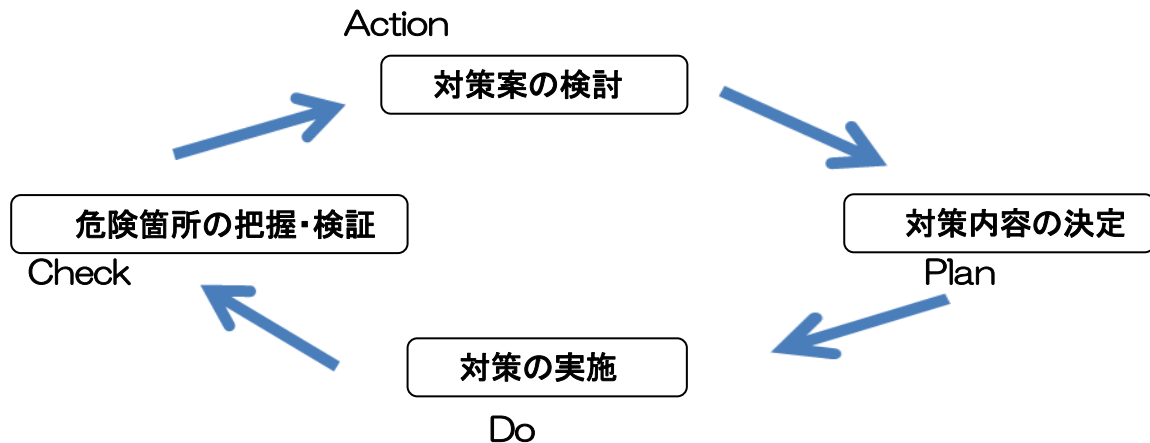 Action
対策案の検討
危険箇所の把握・検証
Check
対策内容の決定
Plan
対策の実施
Do